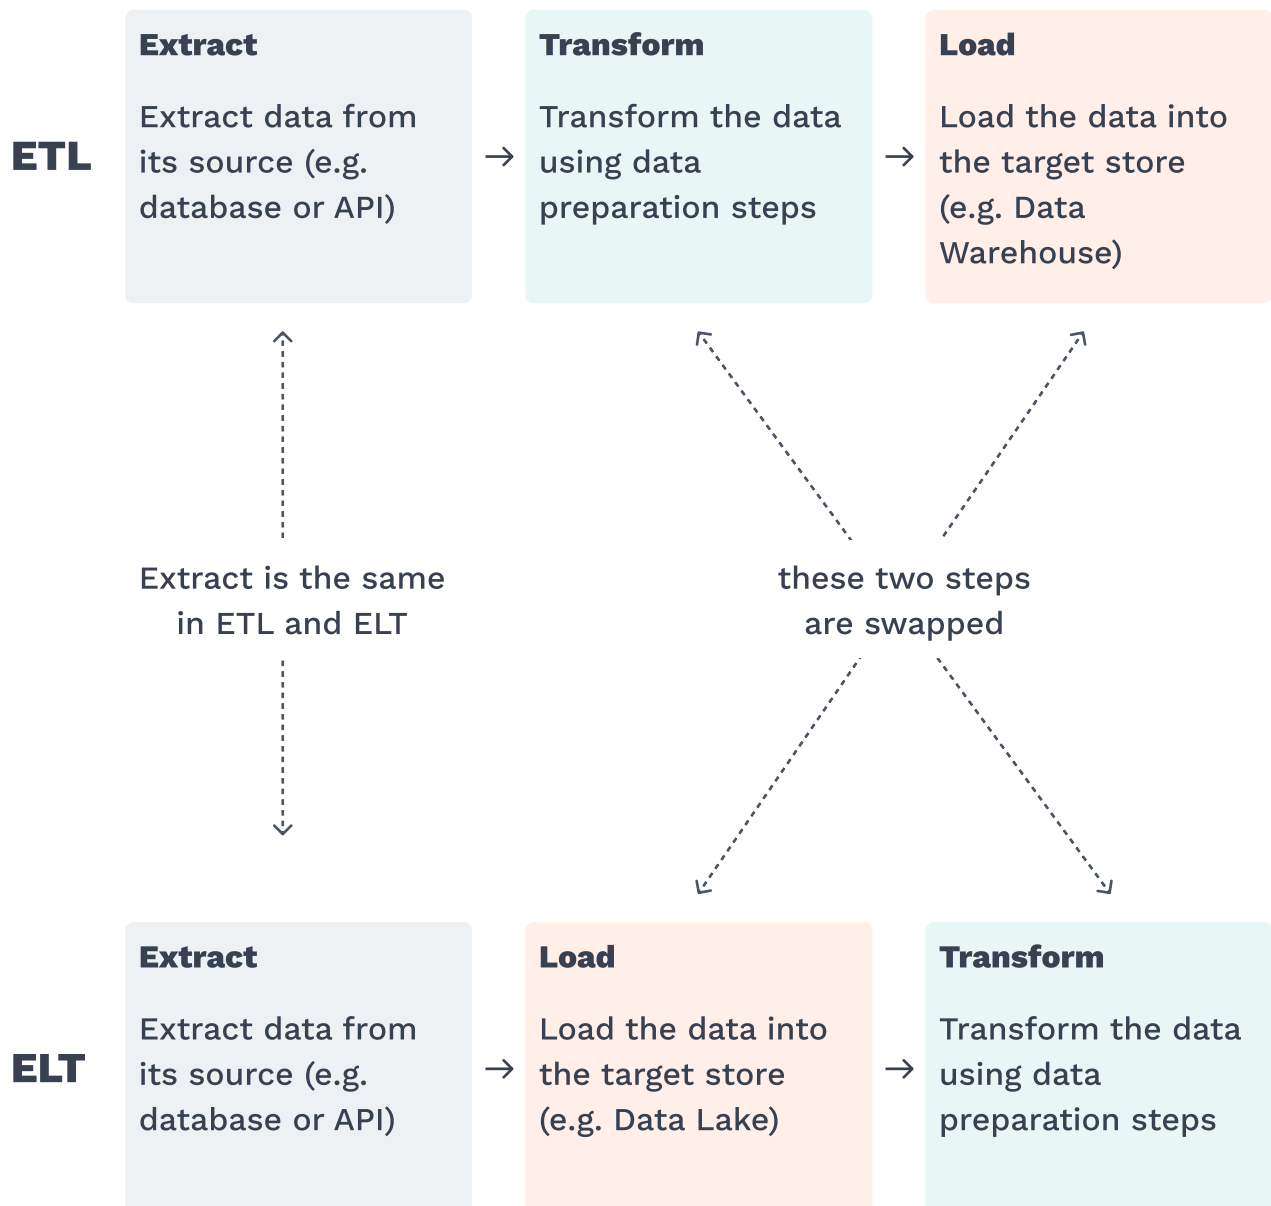 ETL
Extract
Extract data from
its source (e.g.
database or API)
Transform
Transform the data
using data
preparation steps
Load
Load the data into
the target store
(e.g. Data
Warehouse)
Extract is the same
in ETL and ELT
these two steps
are swapped
ELT
Extract
Extract data from
its source (e.g.
database or API)
Load
Load the data into
the target store
(e.g. Data Lake)
Transform
Transform the data
using data
preparation steps